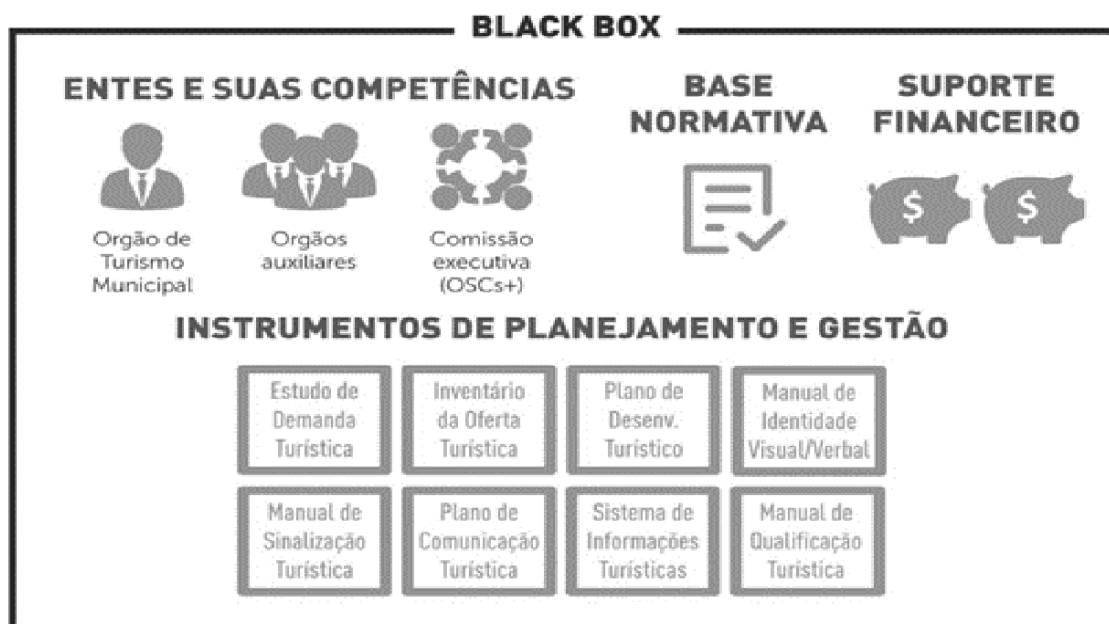 BLACK BOX
ENTES E SUAS COMPETÊNCIAS
Orgão de
Turismo
Municipal
Orgãos
auxiliares
Comissão
executiva
(OSCs+)
BASE
NORMATIVA
SUPORTE
FINANCEIRO
$
$
INSTRUMENTOS DE PLANEJAMENTO E GESTÃO
Estudo de
Demanda
Turística
Inventário
da Oferta
Turística
Plano de
Desenv.
Turístico
Manual de
Identidade
Visual/Verbal
Manual de
Sinalização
Turística
Plano de
Comunicação
Turística
Sistema de
Informações
Turísticas
Manual de
Qualificação
Turística